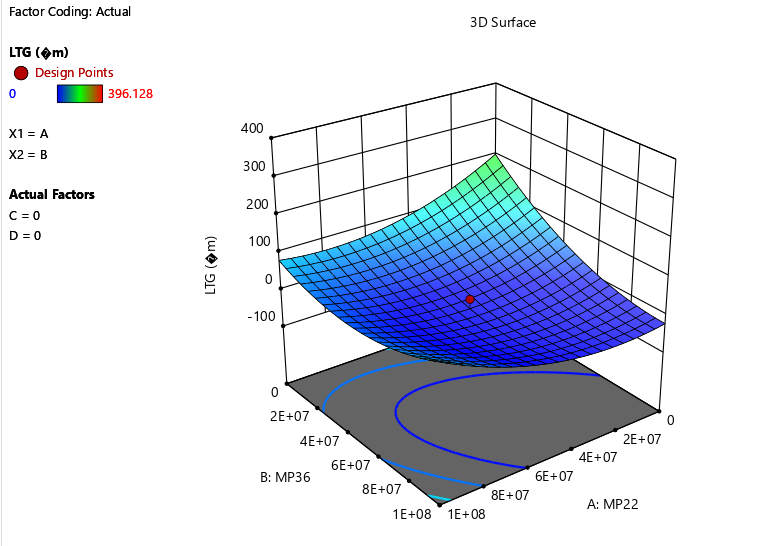 Factor Coding: Actual
3D Surface
LTG (�m)
Design Points
0 396.128
X1 = A
X2 = B
Actual Factors
C = 0
D = 0
400
300
200
100
0
-100
LTG (�m)
0
2E+07
4E+07
6E+07
8E+07
1E+08
B: MP36
0
2E+07
4E+07
6E+07
8E+07
1E+08
A: MP22